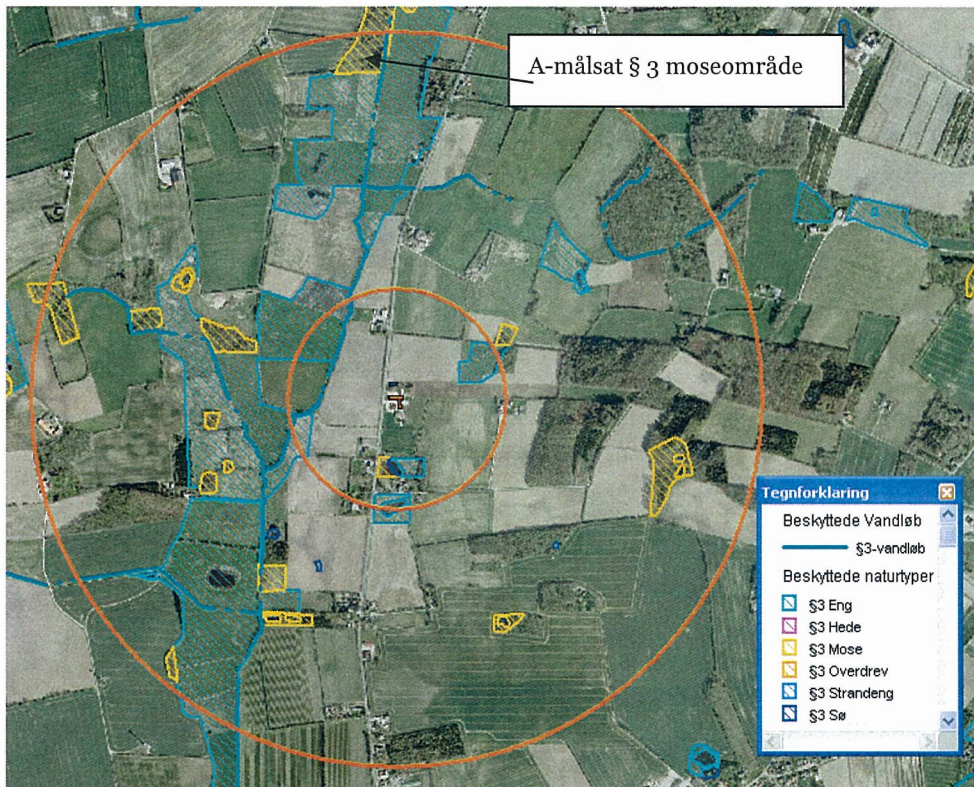 A-målsat § 3 moseområde
Tegnforklaring
Beskyttede Vandløb
§3-vandløb
Beskyttede naturtyper
§3 Eng
§3 Hede
§3 Mose
§3 Overdrev
§3 Strandeng
§3 Sø